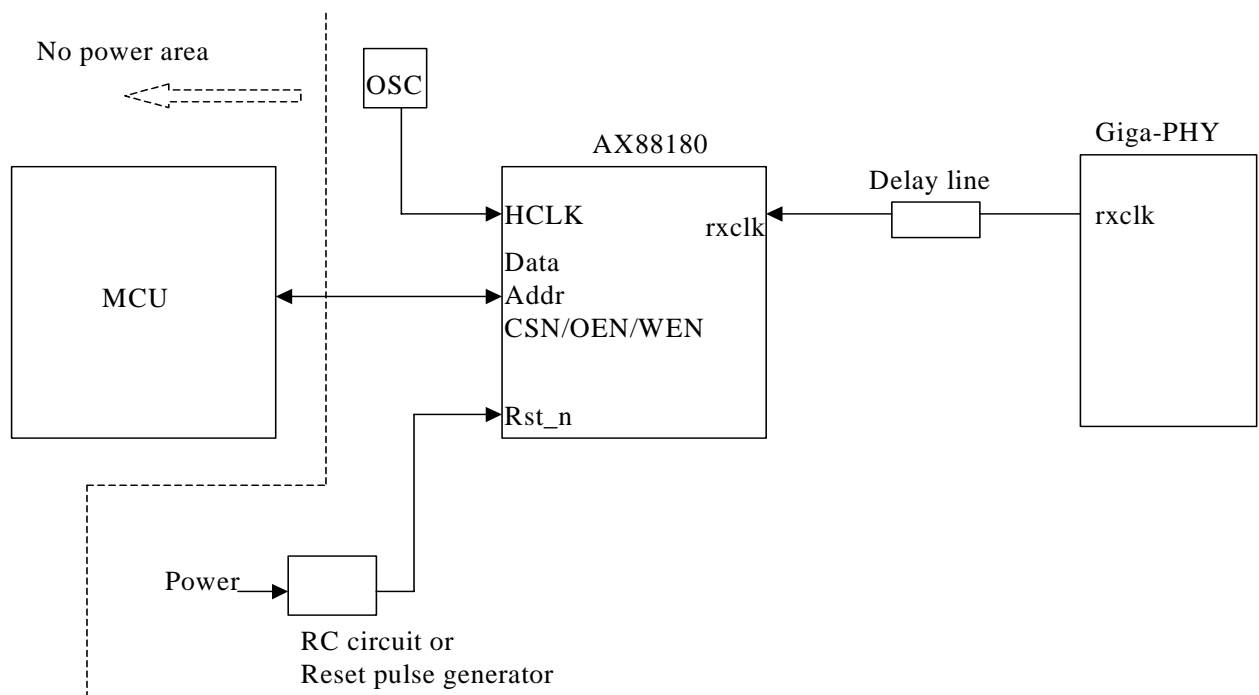 No power area
OSC
AX88180
Giga-PHY
Delay line
HCLK
rxclk
rxclk
Data
MCU
Addr
CSN/OEN/WEN
Rst_n
Power
RC circuit or
Reset pulse generator